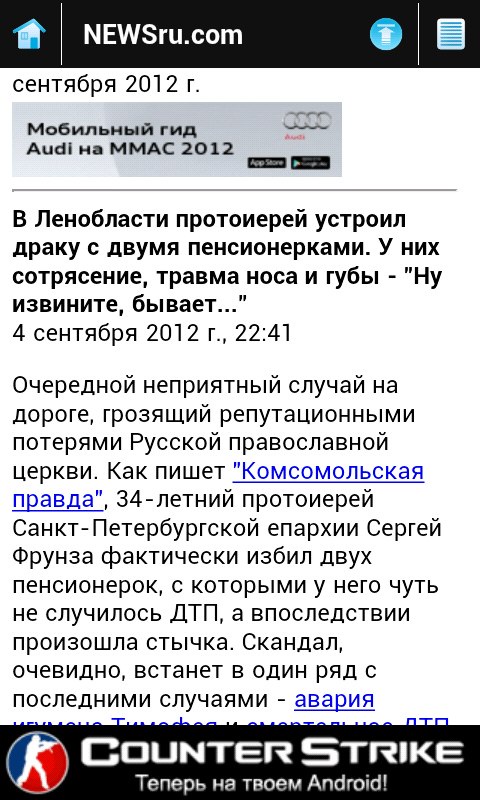 NEWSru.com
сентября 2012 г.
Мобильный гид
Audi на ММАС 2012
Audi
App Store
В Ленобласти протоиерей устроил
драку с двумя пенсионерками. У них
сотрясение, травма носа и губы - "Ну
извините, бывает..."
4 сентября 2012 г., 22:41
Очередной неприятный случай на
дороге, грозящий репутационными
потерями Русской православной
церкви. Как пишет "Комсомольская
правда", 34-летний протоиерей
Санкт-Петербургской епархии Сергей
Фрунза фактически избил двух
пенсионерок, с которыми у него чуть
не случилось ДТП, а впоследствии
произошла стычка. Скандал,
очевидно, встанет в один ряд с
последними случаями - авария
игумена Тимофея и смертельное ДТП
COUNTER STRIKE
Теперь на твоем Android!